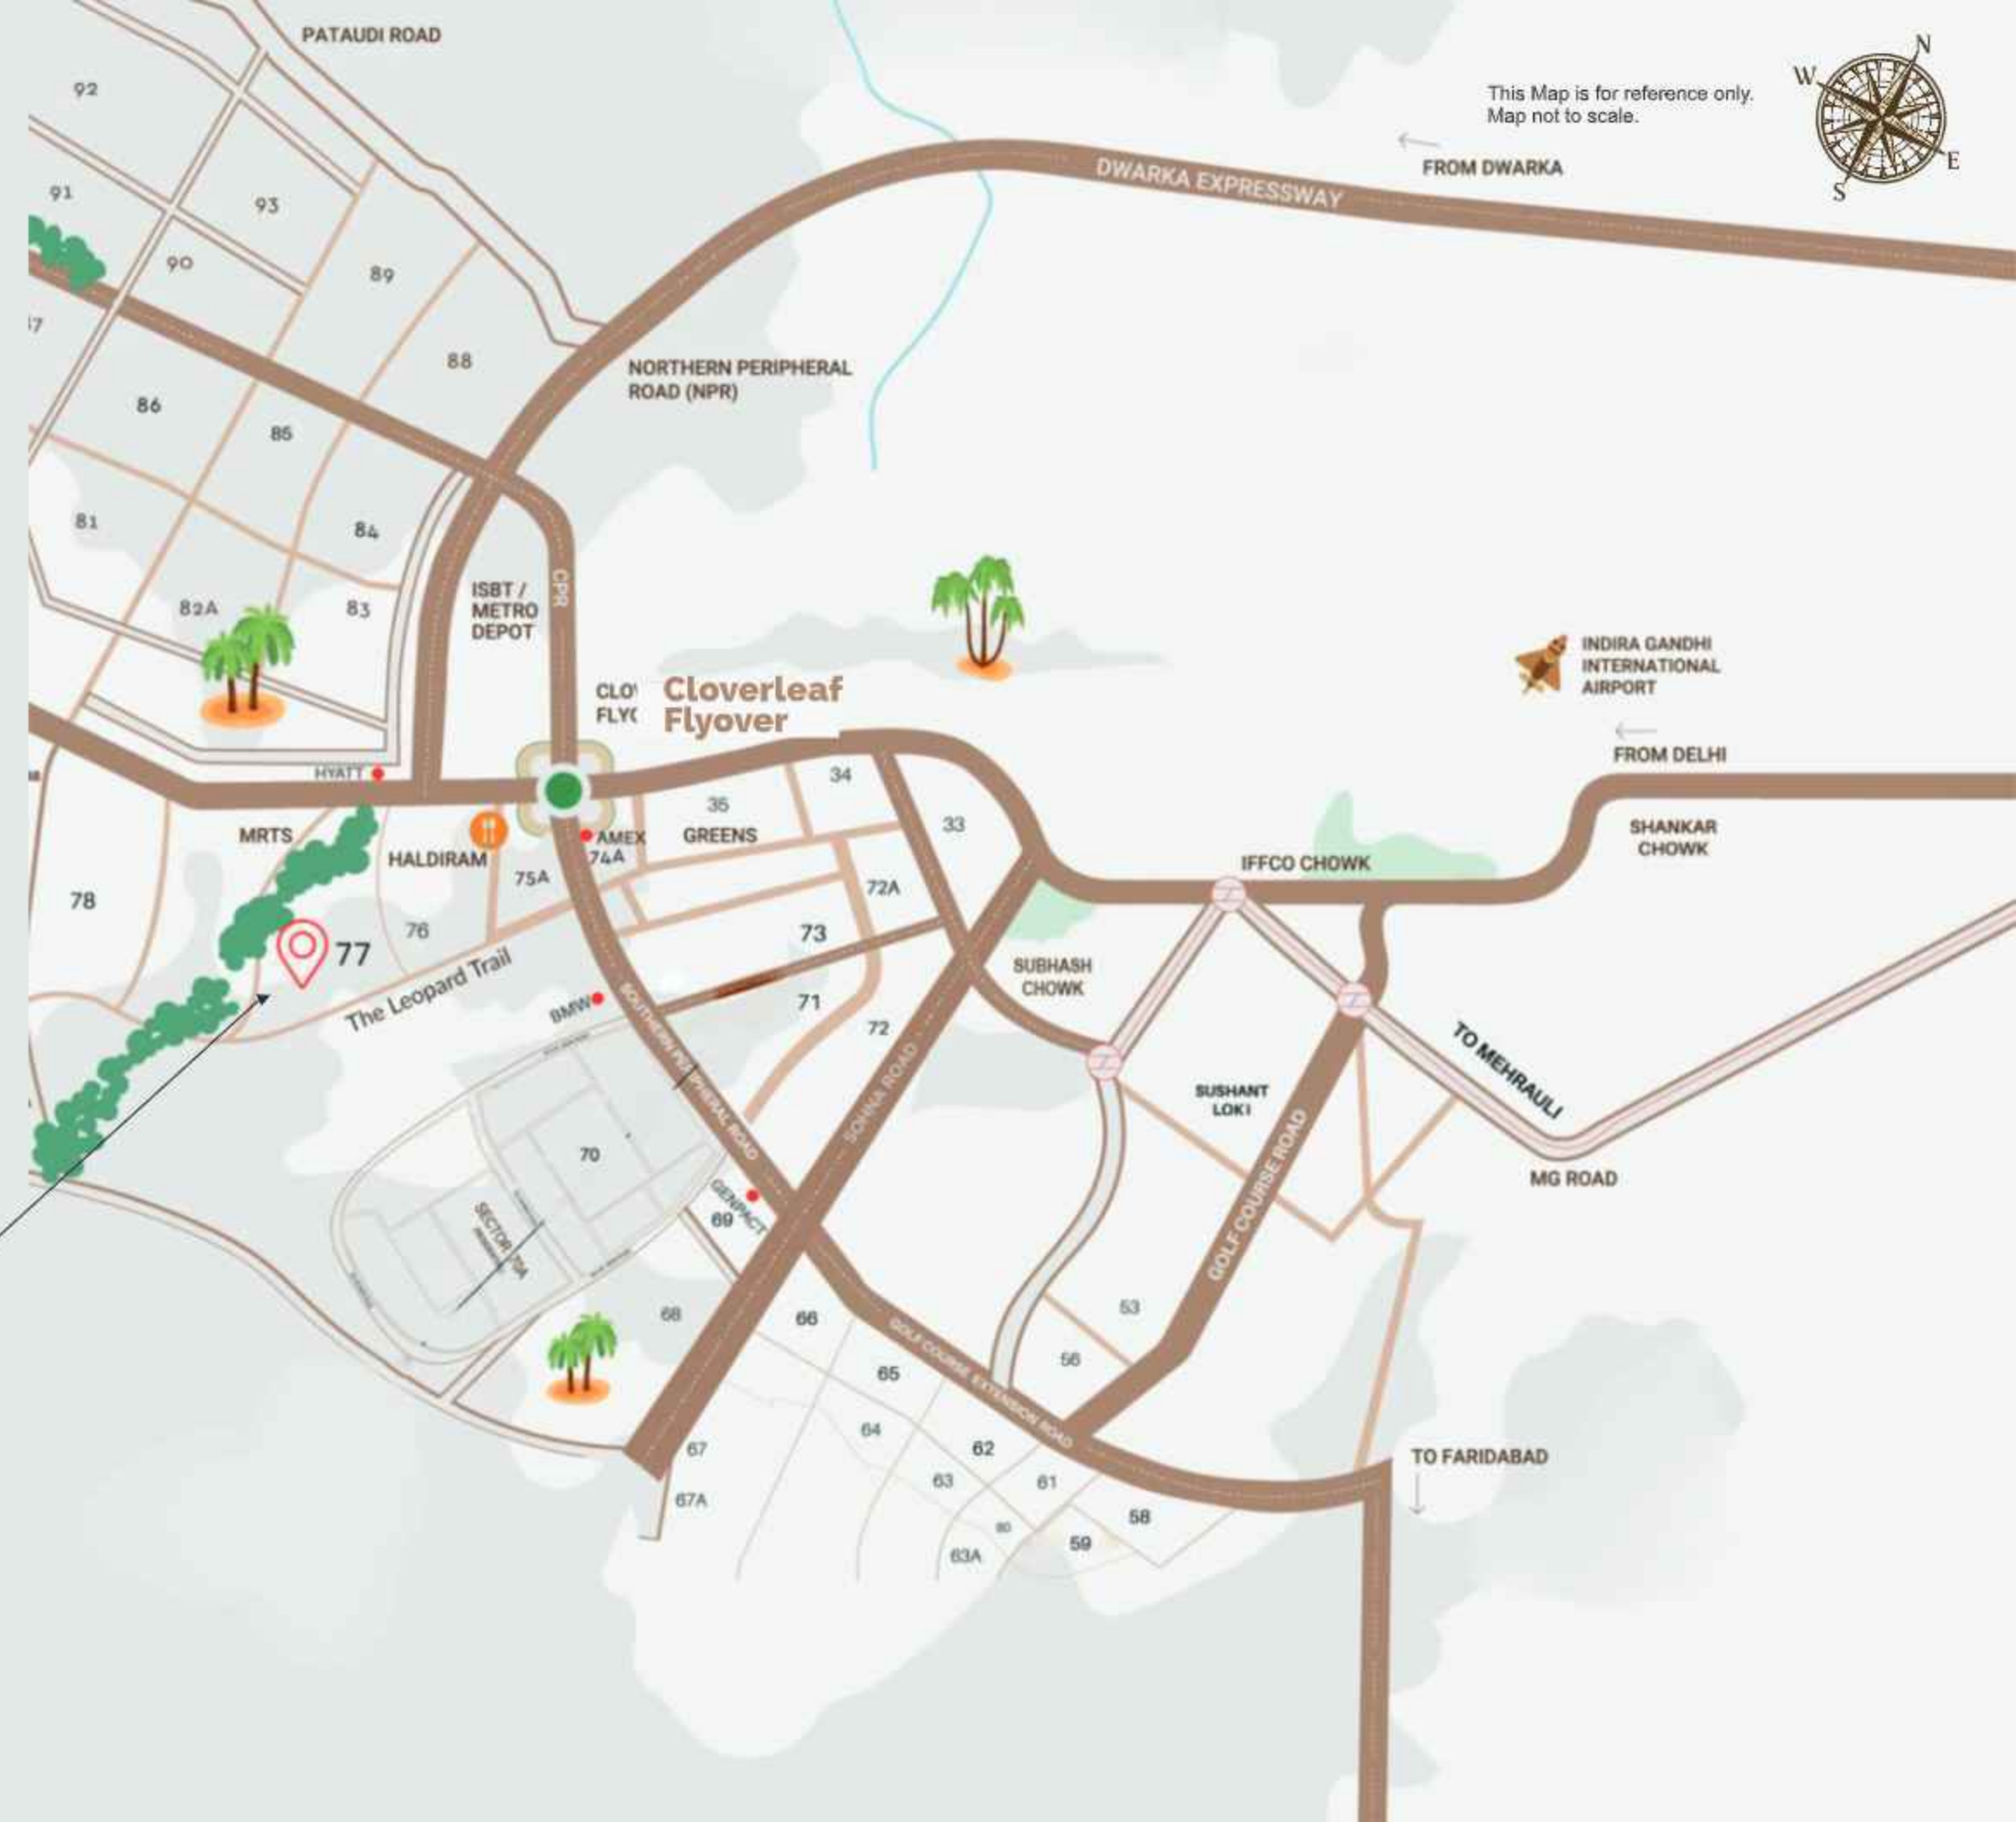 PATAUDI ROAD
92
This Map is for reference only.
Map not to scale.
N
W
E
S
FROM DWARKA
DWARKA EXPRESSWAY
91
93
90
89
88
NORTHERN PERIPHERAL
ROAD (NPR)
86
85
81
84
82A
83
ISBT /
METRO
DEPOT
CPR
Cloverleaf
Flyover
INDIRA GANDHI
INTERNATIONAL
AIRPORT
FROM DELHI
HYATT
34
35
GREENS
33
MRTS
HALDIRAM
AMEX
74A
75A
SHANKAR
CHOWK
IFFCO CHOWK
78
76
72A
77
73
The Leopard Trail
BMW
SUBHASH
CHOWK
71
72
SOUTHERN PERIPHERAL ROAD
SOHNA ROAD
TO MEHRAULI
SUSHANT
LOK I
GOLF COURSE ROAD
MG ROAD
70
GENPACT
69
SECTOR 70A
68
66
53
56
GOLF COURSE EXTENSION ROAD
65
64
62
67
63
61
67A
TO FARIDABAD
58
59
63A